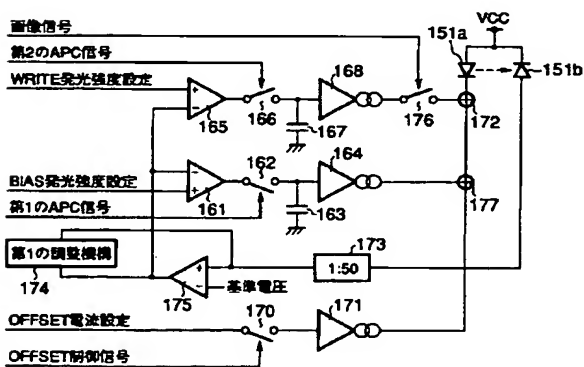 画像信号
第2のAPC信号
WRITE発光強度設定
VCC
151a
151b
168
165
166
167
176
172
162
164
BIAS発光強度設定
第1のAPC信号
161
163
177
第1の調整機構
174
175
基準電圧
173
1:50
170
171
OFFSET電流設定
OFFSET制御信号